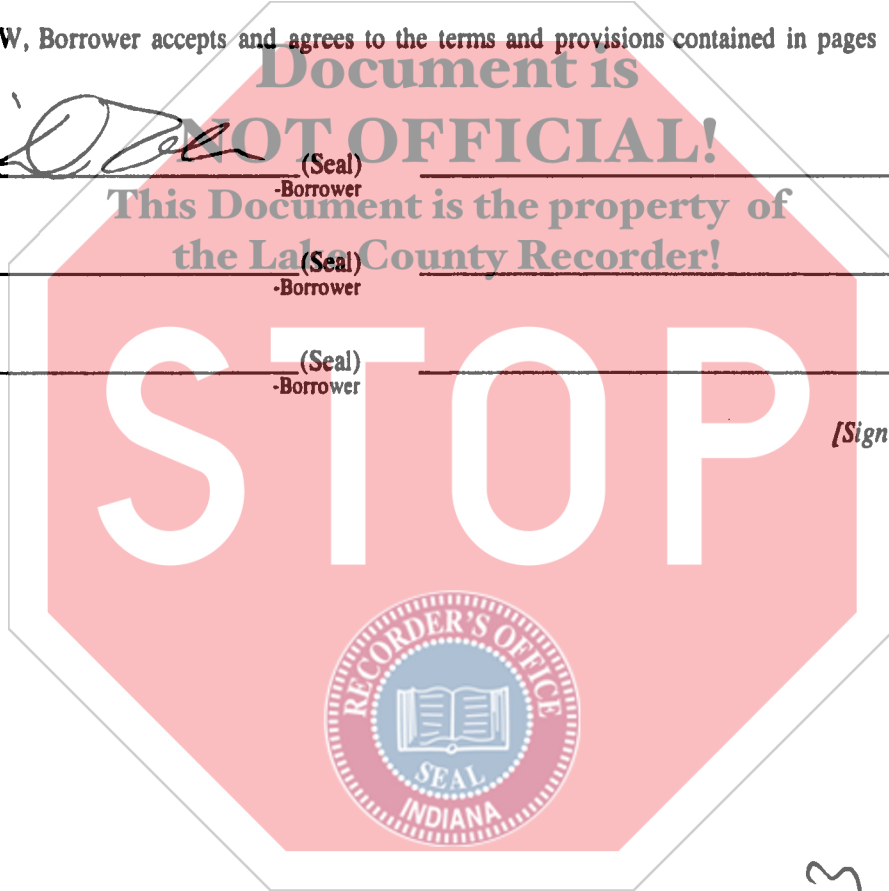 W, Borrower accepts and agrees to the terms and provisions contained in pages
Document is
NOT OFFICIAL!
(Seal)
-Borrower
This Document is the property of
the Lake County Recorder!
(Seal)
-Borrower
(Seal)
-Borrower
STOP
[Sign
RECORDER'S OFFICE
SEAL
INDIANA